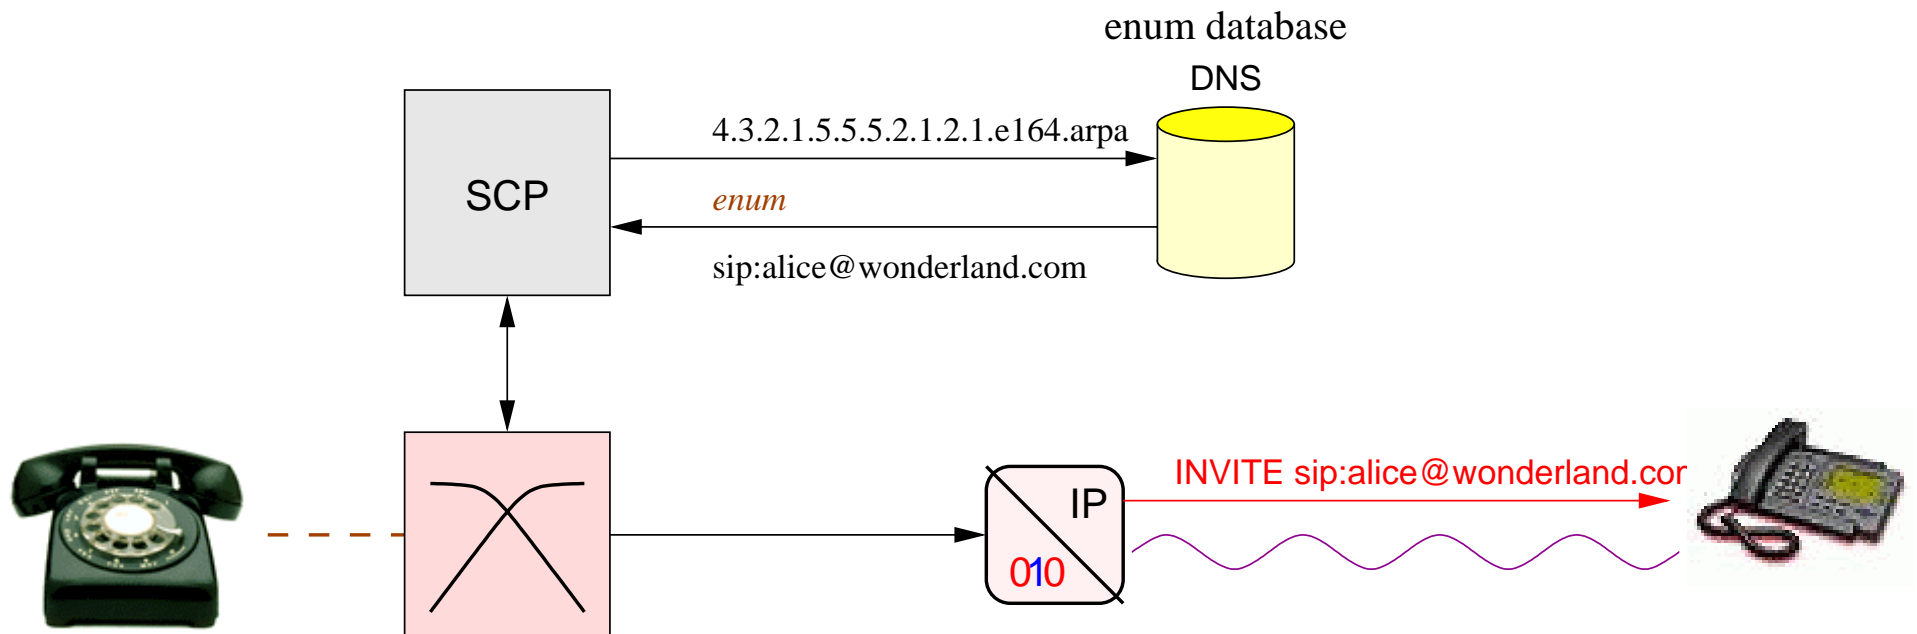 enum database
DNS
4.3.2.1.5.5.5.2.1.2.1.e164.arpa
SCP
enum
sip:alice@wonderland.com
INVITE sip:alice@wonderland.com
IP
010